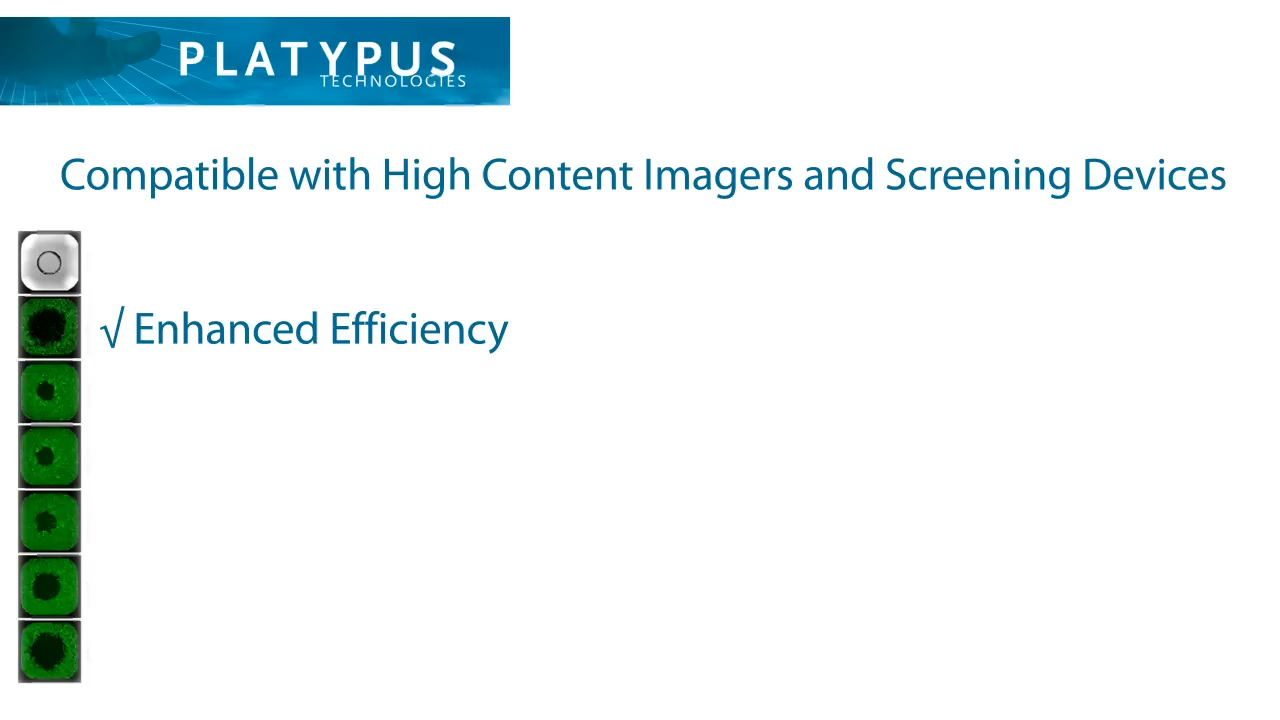 PLATYPUS
TECHNOLOGIES
Compatible with High Content Imagers and Screening Devices
√ Enhanced Efficiency